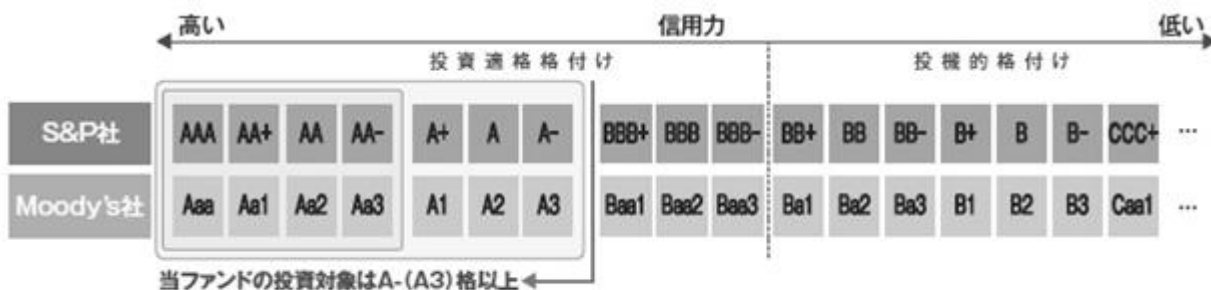 高い 信用力 低い
投資適格格付け 投機的格付け
S&P社 AAA AA+ AA AA- A+ A A- BBB+ BBB BBB- BB+ BB BB- B+ B B- CCC+ …
Moody's社 Aaa Aa1 Aa2 Aa3 A1 A2 A3 Baa1 Baa2 Baa3 Ba1 Ba2 Ba3 B1 B2 B3 Caa1 …
当ファンドの投資対象はA-(A3)格以上